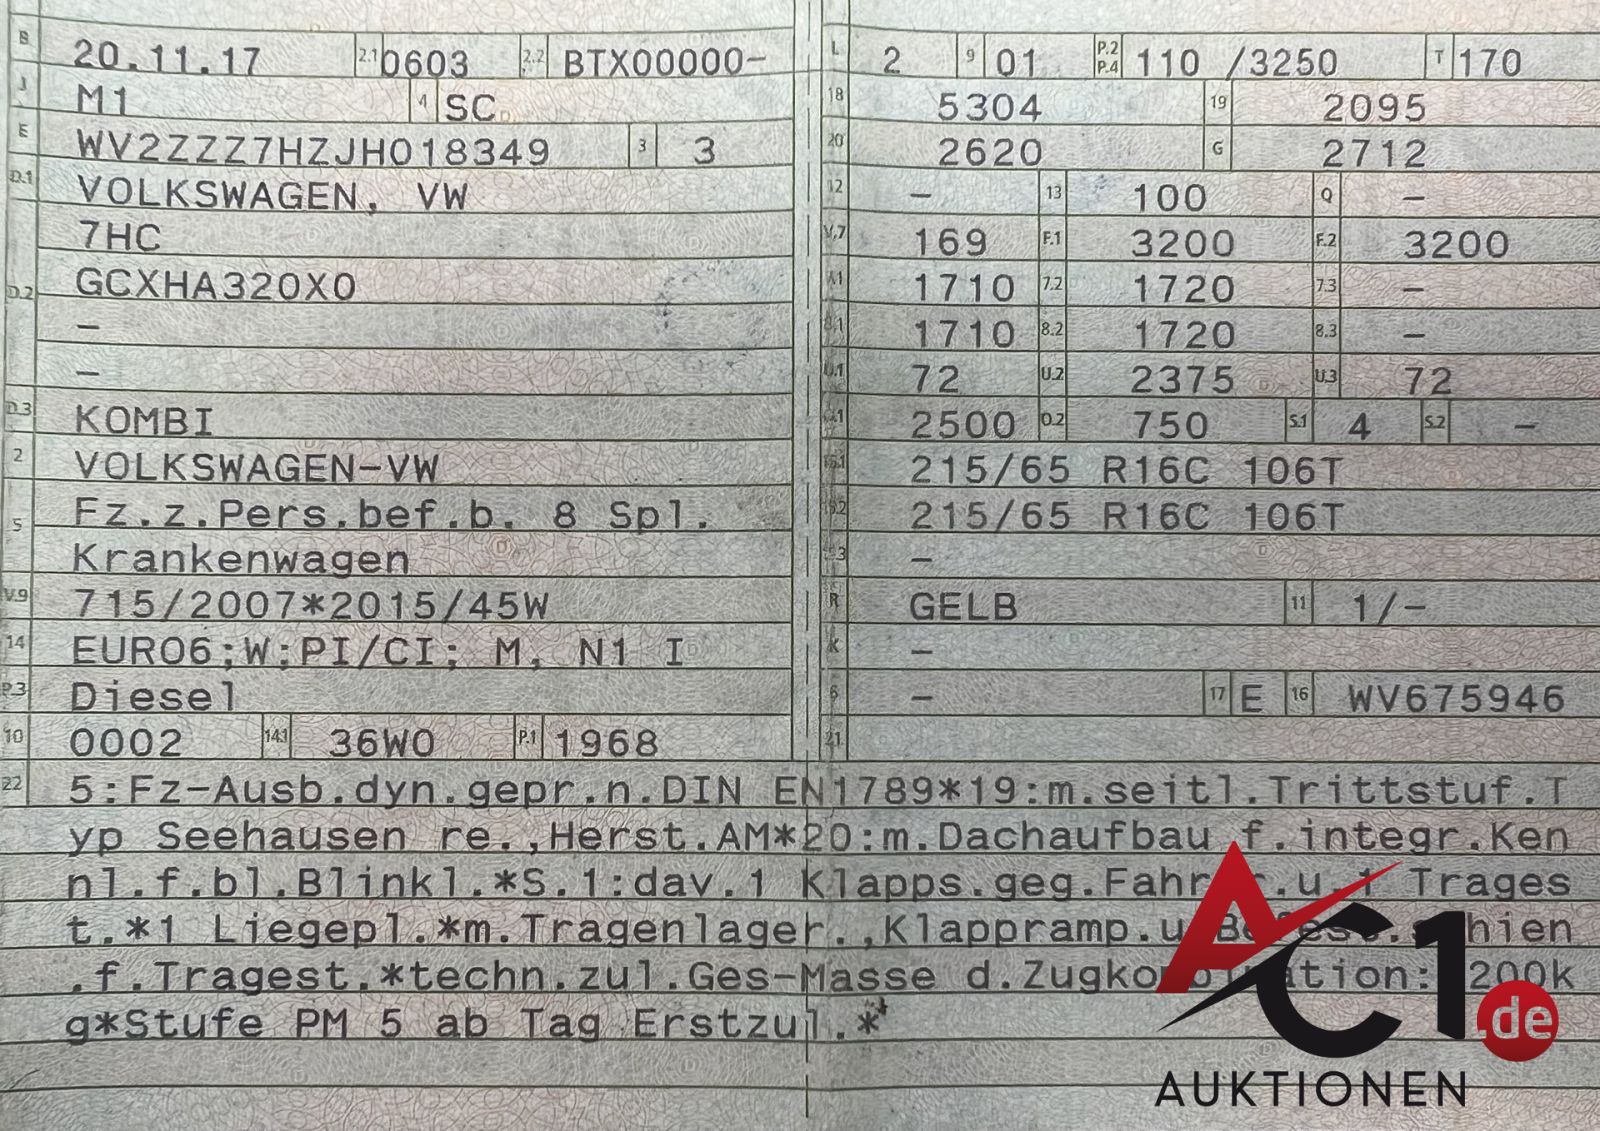 B 20.11.17 2.1 0603 2.2 BTX00000-
J M1 4 SC
E WV2ZZZ7HZJH018349 3 3
D.1 VOLKSWAGEN, VW
7HC
D.2 GCXHA320X0
-
-
D.3 KOMBI
2 VOLKSWAGEN-VW
5 Fz.z.Pers.bef.b. 8 Spl.
Krankenwagen
V.9 715/2007*2015/45W
14 EURO6;W;PI/CI; M, N1 I
P.3 Diesel
10 0002 14.1 36W0 P.1 1968
L 2 9 01 P.2 P.4 110 /3250 T 170
18 5304 19 2095
20 2620 G 2712
12 - 13 100 Q -
V.7 169 F.1 3200 F.2 3200
7.1 1710 7.2 1720 7.3 -
8.1 1710 8.2 1720 8.3 -
U.1 72 U.2 2375 U.3 72
O.1 2500 O.2 750 S.1 4 S.2 -
15.1 215/65 R16C 106T
15.2 215/65 R16C 106T
15.3 -
R GELB 11 1/-
K -
6 - 17 E 16 WV675946
21
22 5:Fz-Ausb.dyn.gepr.n.DIN EN1789*19:m.seitl.Trittstuf.T
yp Seehausen re.,Herst.AM*20:m.Dachaufbau f.integr.Ken
nl.f.bl.Blinkl.*S.1:dav.1 Klapps.geg.Fahr .u.1 Trages
t.*1 Liegepl.*m.Tragenlager.,Klappramp.u. hien
.f.Tragest.*techn.zul.Ges-Masse d.Zugkombination: 200k
g*Stufe PM 5 ab Tag Erstzul.*
AC1.de
AUKTIONEN